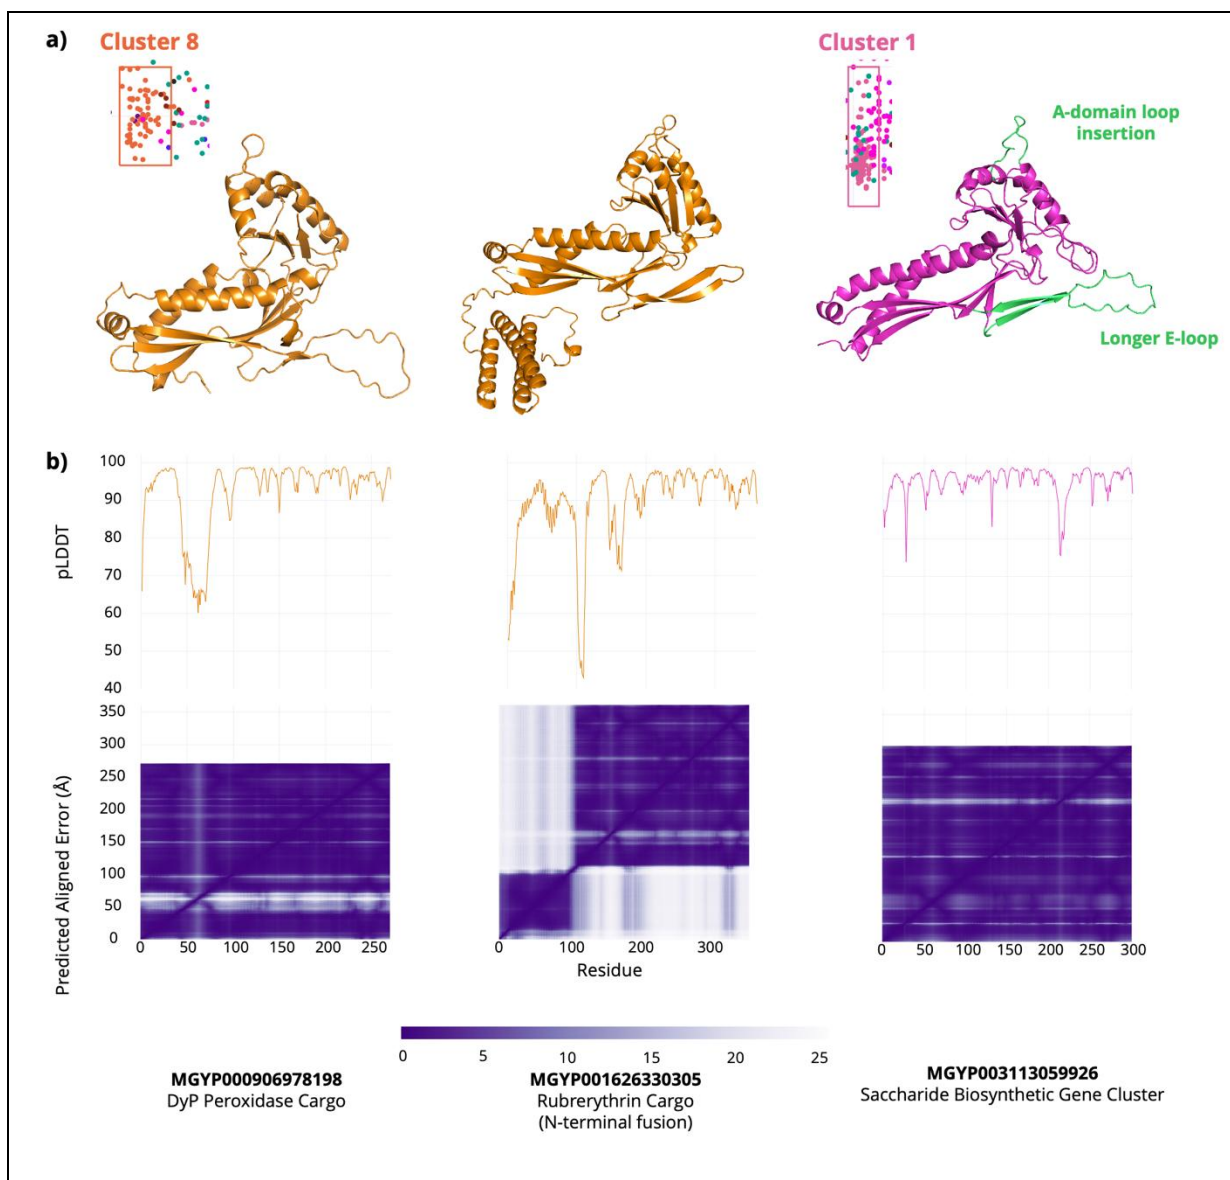 a)
Cluster 8
Cluster 1
A-domain loop
insertion
Longer E-loop
b)
100
90
80
70
60
50
40
pLDDT
350
300
250
200
150
100
50
0
Predicted Aligned Error (Å)
0 50 100 150 200 250
0 100 200 300
0 50 100 150 200 250 300
Residue
0 5 10 15 20 25
MGYP000906978198
DyP Peroxidase Cargo
MGYP001626330305
Rubrerythrin Cargo
(N-terminal fusion)
MGYP003113059926
Saccharide Biosynthetic Gene Cluster